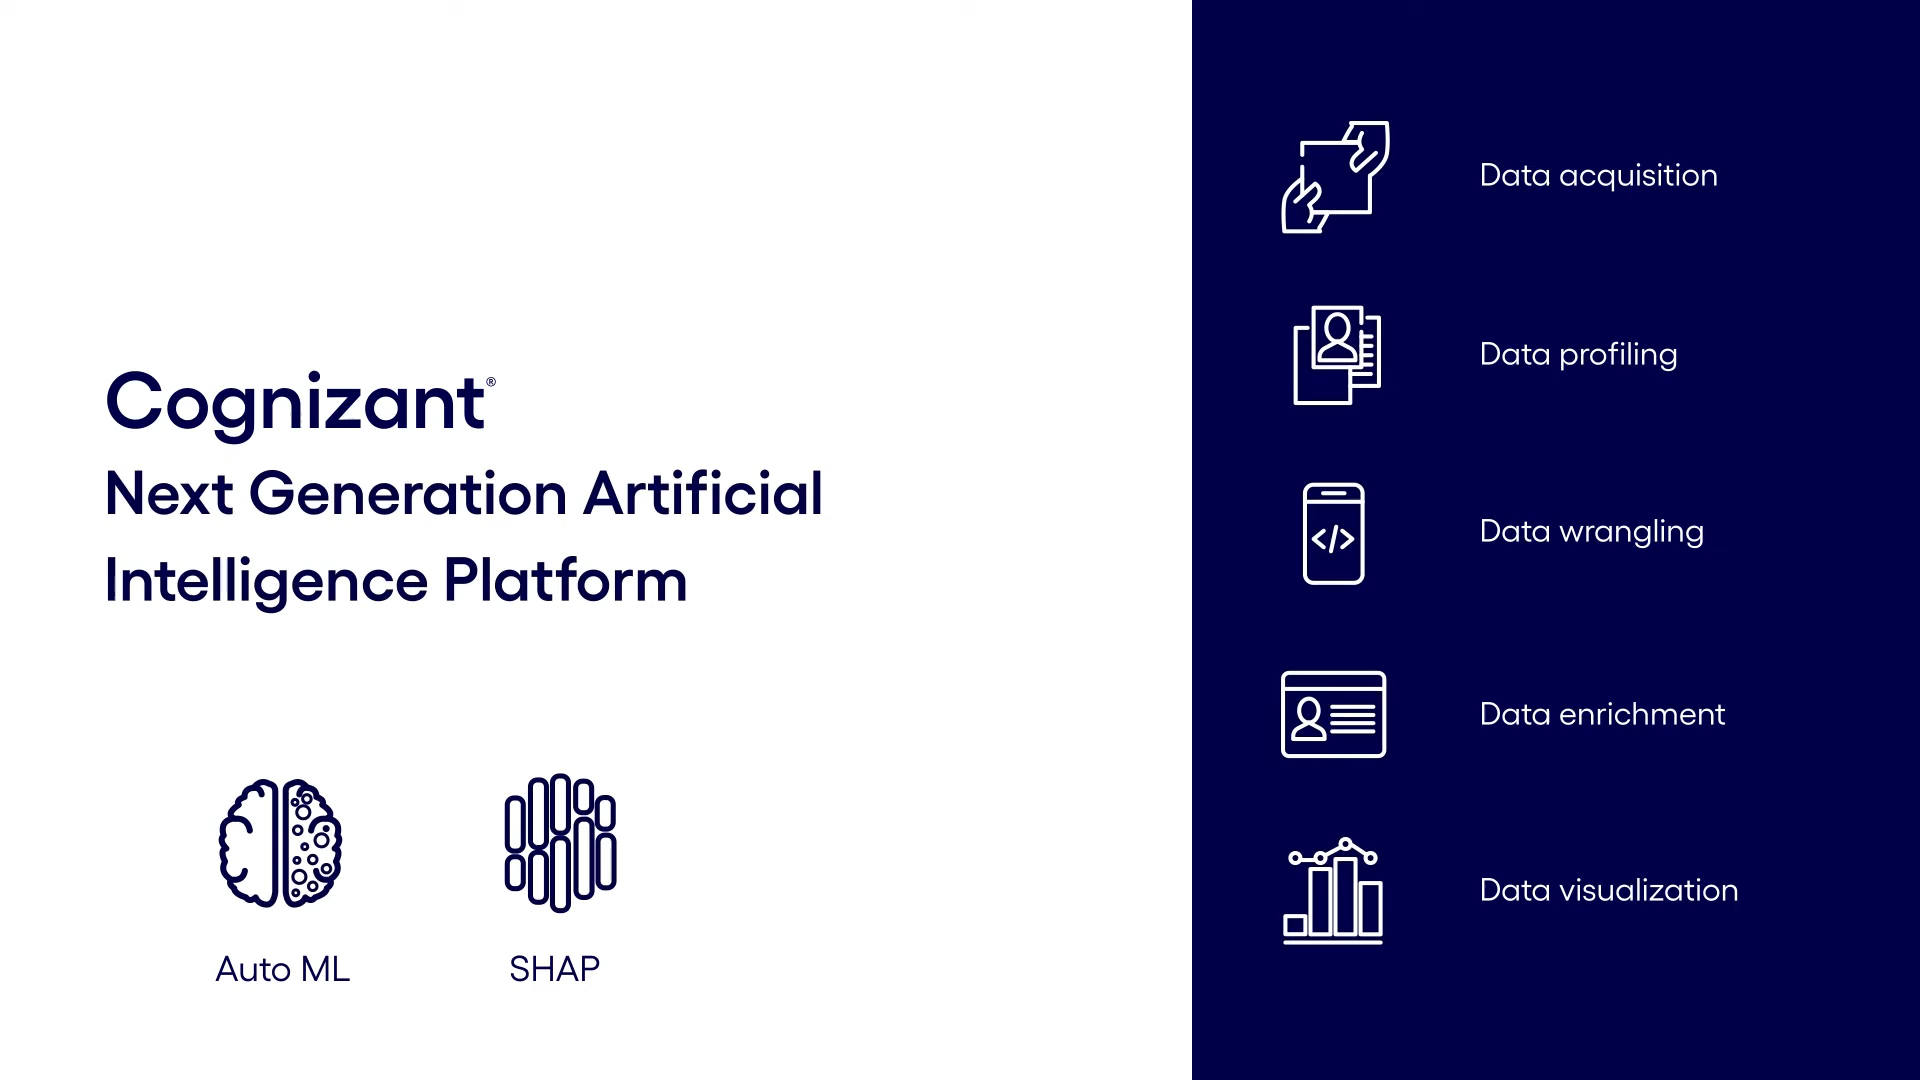 Cognizant®
Next Generation Artificial
Intelligence Platform
Auto ML
SHAP
Data acquisition
Data profiling
</>
Data wrangling
Data enrichment
Data visualization